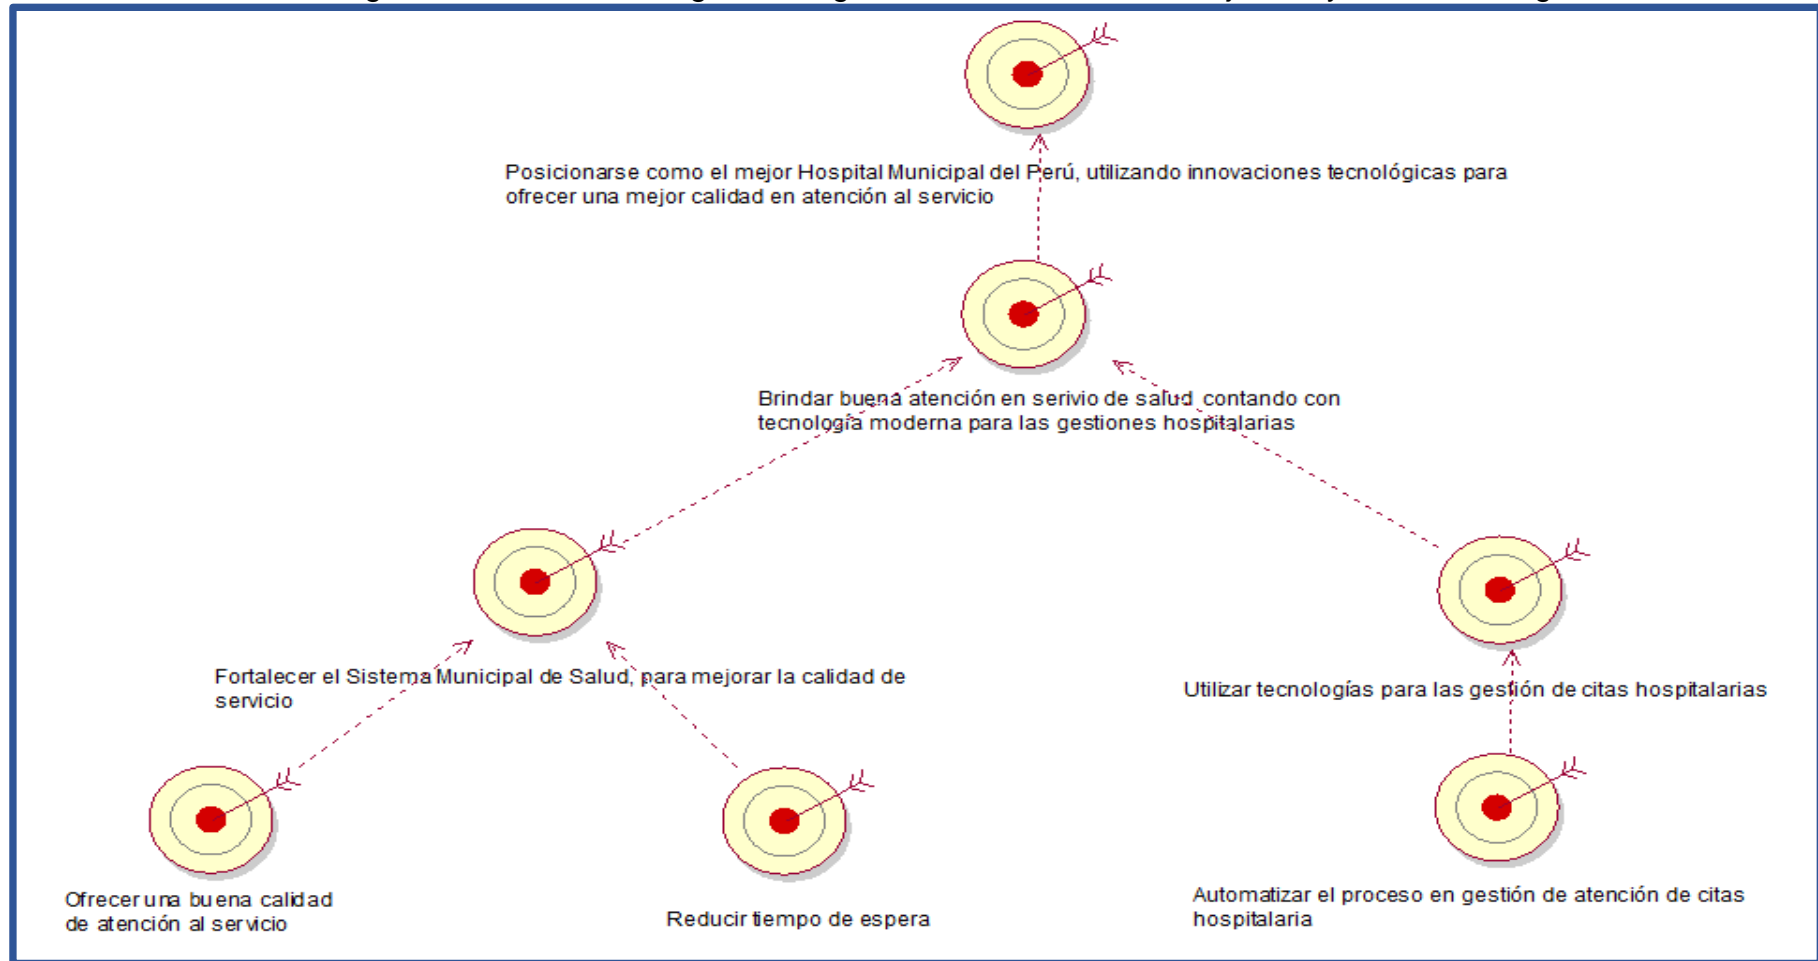 Posicionarse como el mejor Hospital Municipal del Perú, utilizando innovaciones tecnológicas para
ofrecer una mejor calidad en atención al servicio
Brindar buena atención en serivio de salud contando con
tecnología moderna para las gestiones hospitalarias
Fortalecer el Sistema Municipal de Salud, para mejorar la calidad de
servicio
Utilizar tecnologías para las gestión de citas hospitalarias
Ofrecer una buena calidad
de atención al servicio
Reducir tiempo de espera
Automatizar el proceso en gestión de atención de citas
hospitalaria